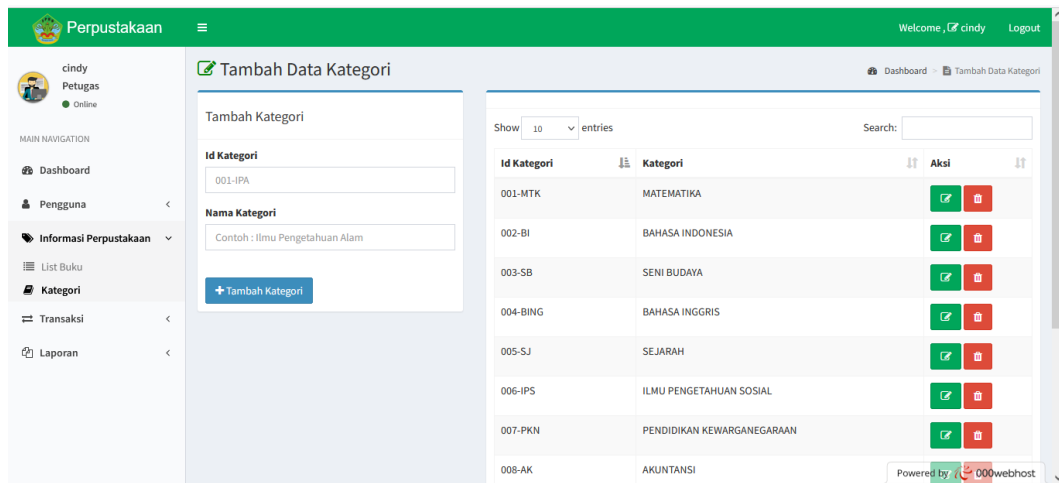 Perpustakaan
Welcome , cindy Logout
cindy
Petugas
Online
MAIN NAVIGATION
Dashboard
Pengguna
Informasi Perpustakaan
List Buku
Kategori
Transaksi
Laporan
Tambah Data Kategori
Dashboard > Tambah Data Kategori
Tambah Kategori
Id Kategori
001-IPA
Nama Kategori
Contoh : Ilmu Pengetahuan Alam
+ Tambah Kategori
Show 10 entries Search:
Id Kategori Kategori Aksi
001-MTK MATEMATIKA
002-BI BAHASA INDONESIA
003-SB SENI BUDAYA
004-BING BAHASA INGGRIS
005-SJ SEJARAH
006-IPS ILMU PENGETAHUAN SOSIAL
007-PKN PENDIDIKAN KEWARGANEGARAAN
008-AK AKUNTANSI
Powered by 000webhost